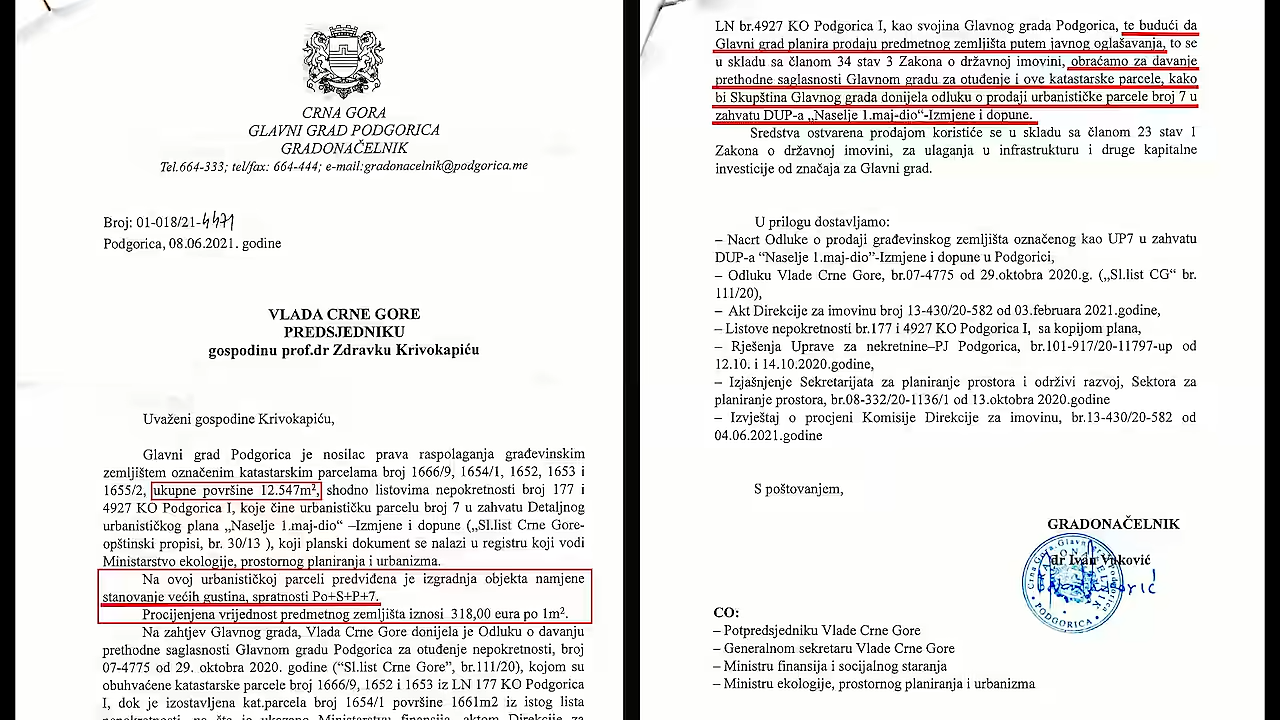 CRNA GORA
GLAVNI GRAD PODGORICA
GRADONAČELNIK
Tel.664-333; tel/fax: 664-444; e-mail:gradonacelnik@podgorica.me
Broj: 01-018/21-4471
Podgorica, 08.06.2021. godine
VLADA CRNE GORE
PREDSJEDNIKU
gospodinu prof.dr Zdravku Krivokapiću
Uvaženi gospodine Krivokapiću,
Glavni grad Podgorica je nosilac prava raspolaganja građevinskim
zemljištem označenim katastarskim parcelama broj 1666/9, 1654/1, 1652, 1653 i
1655/2, ukupne površine 12.547m², shodno listovima nepokretnosti broj 177 i
4927 KO Podgorica I, koje čine urbanističku parcelu broj 7 u zahvatu Detaljnog
urbanističkog plana „Naselje 1.maj-dio“ –Izmjene i dopune („Sl.list Crne Gore-
opštinski propisi, br. 30/13 ), koji planski dokument se nalazi u registru koji vodi
Ministarstvo ekologije, prostornog planiranja i urbanizma.
Na ovoj urbanističkoj parceli predviđena je izgradnja objekta namjene
stanovanje većih gustina, spratnosti Po+S+P+7.
Procijenjena vrijednost predmetnog zemljišta iznosi 318,00 eura po 1m².
Na zahtjev Glavnog grada, Vlada Crne Gore donijela je Odluku o davanju
prethodne saglasnosti Glavnom gradu Podgorica za otuđenje nepokretnosti, broj
07-4775 od 29. oktobra 2020. godine (“Sl.list Crne Gore”, br.111/20), kojom su
obuhvaćene katastarske parcele broj 1666/9, 1652 i 1653 iz LN 177 KO Podgorica
I, dok je izostavljena kat.parcela broj 1654/1 površine 1661m2 iz istog lista
nepokretnosti, na što je ukazano Ministarstvu finansija, aktom Direkcije za
LN br.4927 KO Podgorica I, kao svojina Glavnog grada Podgorica, te budući da
Glavni grad planira prodaju predmetnog zemljišta putem javnog oglašavanja, to se
u skladu sa članom 34 stav 3 Zakona o državnoj imovini, obraćamo za davanje
prethodne saglasnosti Glavnom gradu za otuđenje i ove katastarske parcele, kako
bi Skupština Glavnog grada donijela odluku o prodaji urbanističke parcele broj 7 u
zahvatu DUP-a „Naselje 1.maj-dio“-Izmjene i dopune.
Sredstva ostvarena prodajom koristiće se u skladu sa članom 23 stav 1
Zakona o državnoj imovini, za ulaganja u infrastrukturu i druge kapitalne
investicije od značaja za Glavni grad.
U prilogu dostavljamo:
– Nacrt Odluke o prodaji građevinskog zemljišta označenog kao UP7 u zahvatu
DUP-a “Naselje 1.maj-dio”-Izmjene i dopune u Podgorici,
– Odluku Vlade Crne Gore, br.07-4775 od 29.oktobra 2020.g. („Sl.list CG“ br.
111/20),
– Akt Direkcije za imovinu broj 13-430/20-582 od 03.februara 2021.godine,
– Listove nepokretnosti br.177 i 4927 KO Podgorica I, sa kopijom plana,
– Rješenja Uprave za nekretnine–PJ Podgorica, br.101-917/20-11797-up od
12.10. i 14.10.2020.godine,
– Izjašnjenje Sekretarijata za planiranje prostora i održivi razvoj, Sektora za
planiranje prostora, br.08-332/20-1136/1 od 13.oktobra 2020.godine
– Izvještaj o procjeni Komisije Direkcije za imovinu, br.13-430/20-582 od
04.06.2021.godine
S poštovanjem,
GRADONAČELNIK
dr Ivan Vuković
CO:
– Potpredsjedniku Vlade Crne Gore
– Generalnom sekretaru Vlade Crne Gore
– Ministru finansija i socijalnog staranja
– Ministru ekologije, prostornog planiranja i urbanizma